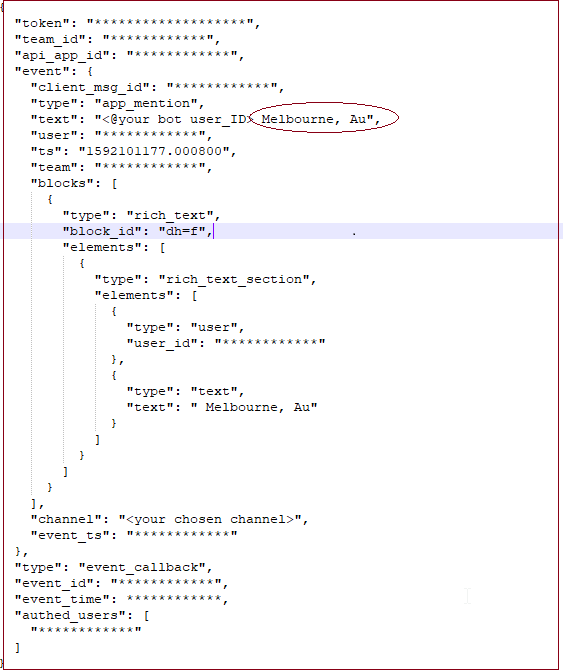 {
  "token": "*******************",
  "team_id": "************",
  "api_app_id": "************",
  "event": {
    "client_msg_id": "************",
    "type": "app_mention",
    "text": "<@your bot user_ID> Melbourne, Au",
    "user": "************",
    "ts": "1592101177.000800",
    "team": "************",
    "blocks": [
      {
        "type": "rich_text",
        "block_id": "dh=f",
        "elements": [
          {
            "type": "rich_text_section",
            "elements": [
              {
                "type": "user",
                "user_id": "************"
              },
              {
                "type": "text",
                "text": " Melbourne, Au"
              }
            ]
          }
        ]
      }
    ],
    "channel": "<your chosen channel>",
    "event_ts": "************"
  },
  "type": "event_callback",
  "event_id": "************",
  "event_time": ************,
  "authed_users": [
    "************"
  ]
}